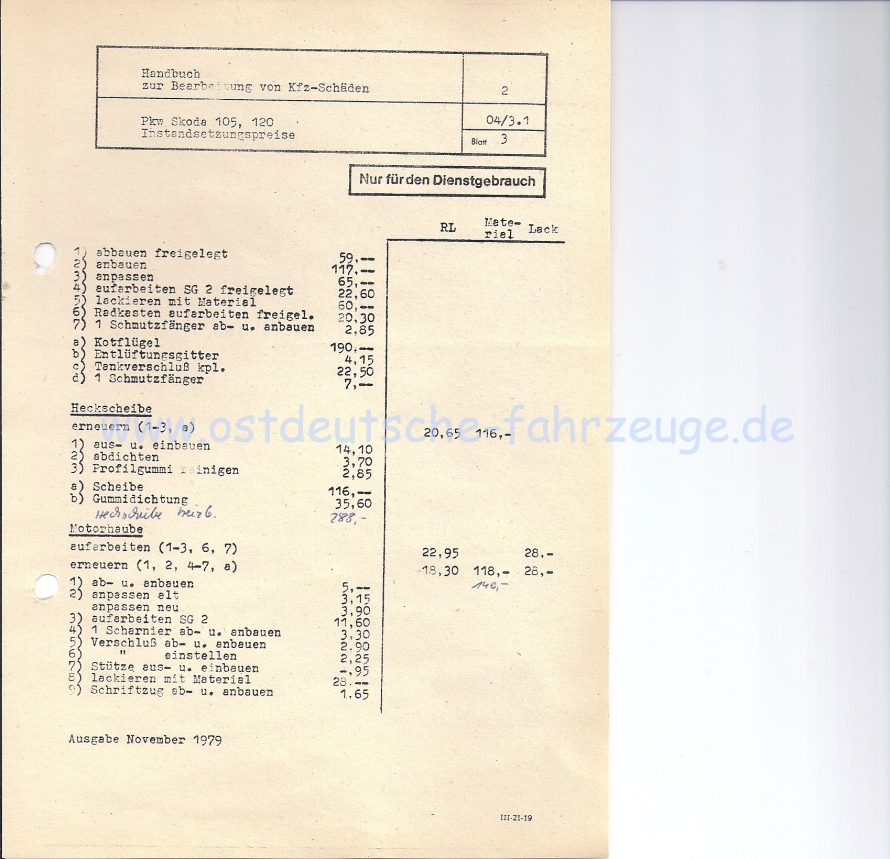 Handbuch
zur Bearbeitung von Kfz-Schäden
2
Pkw Skoda 105, 120
Instandsetzungspreise
04/3.1
Blatt 3
Nur für den Dienstgebrauch
RL Mate-rial Lack
1) abbauen freigelegt 59,--
2) anbauen 117,--
3) anpassen 65,--
4) aufarbeiten SG 2 freigelegt 22,60
5) lackieren mit Material 60,--
6) Radkasten aufarbeiten freigel. 20,30
7) 1 Schmutzfänger ab- u. anbauen 2,85
a) Kotflügel 190,--
b) Entlüftungsgitter 4,15
c) Tankverschluß kpl. 22,50
d) 1 Schmutzfänger 7,--
Heckscheibe
www.ostdeutsche-fahrzeuge.de
erneuern (1-3, a) 20,65 116,-
1) aus- u. einbauen 14,10
2) abdichten 3,70
3) Profilgummi reinigen 2,85
a) Scheibe 116,--
b) Gummidichtung 35,60
Heckscheibe heizb. 288,-
Motorhaube
aufarbeiten (1-3, 6, 7) 22,95 28,-
erneuern (1, 2, 4-7, a) 18,30 118,- 28,-
140,-
1) ab- u. anbauen 5,--
2) anpassen alt 3,15
anpassen neu 3,90
3) aufarbeiten SG 2 11,60
4) 1 Scharnier ab- u. anbauen 3,30
5) Verschluß ab- u. anbauen 2.90
6) " einstellen 2,25
7) Stütze aus- u. einbauen -,95
8) lackieren mit Material 28.--
9) Schriftzug ab- u. anbauen 1,65
Ausgabe November 1979
III-21-19